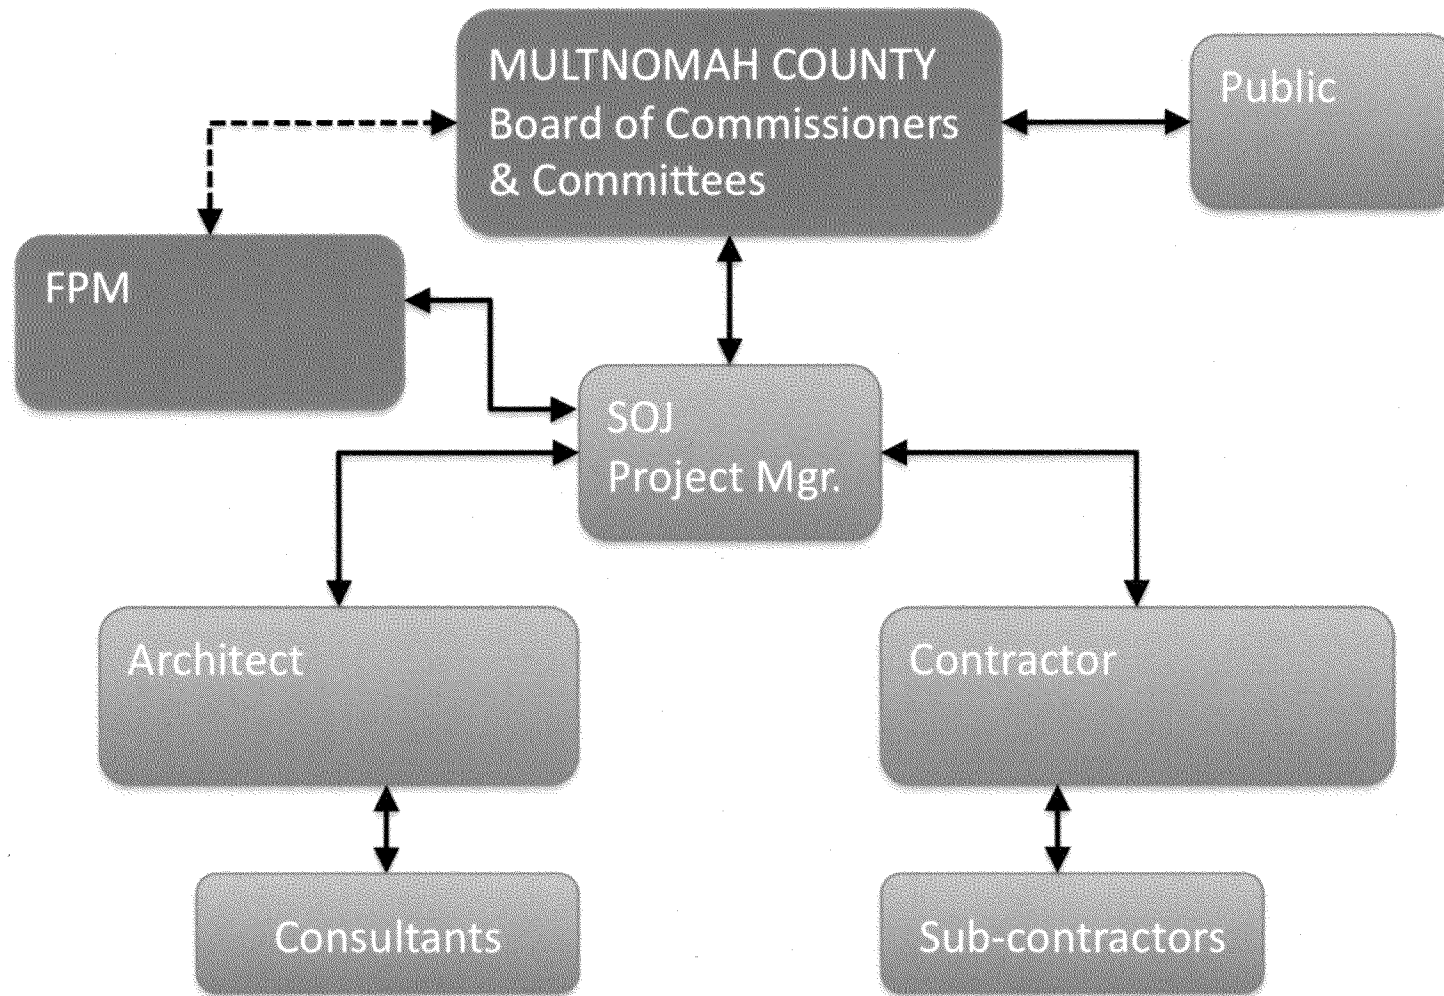 MULTNOMAH COUNTY
Board of Commissioners
& Committees
Public
FPM
SOJ
Project Mgr.
Architect
Contractor
Consultants
Sub-contractors